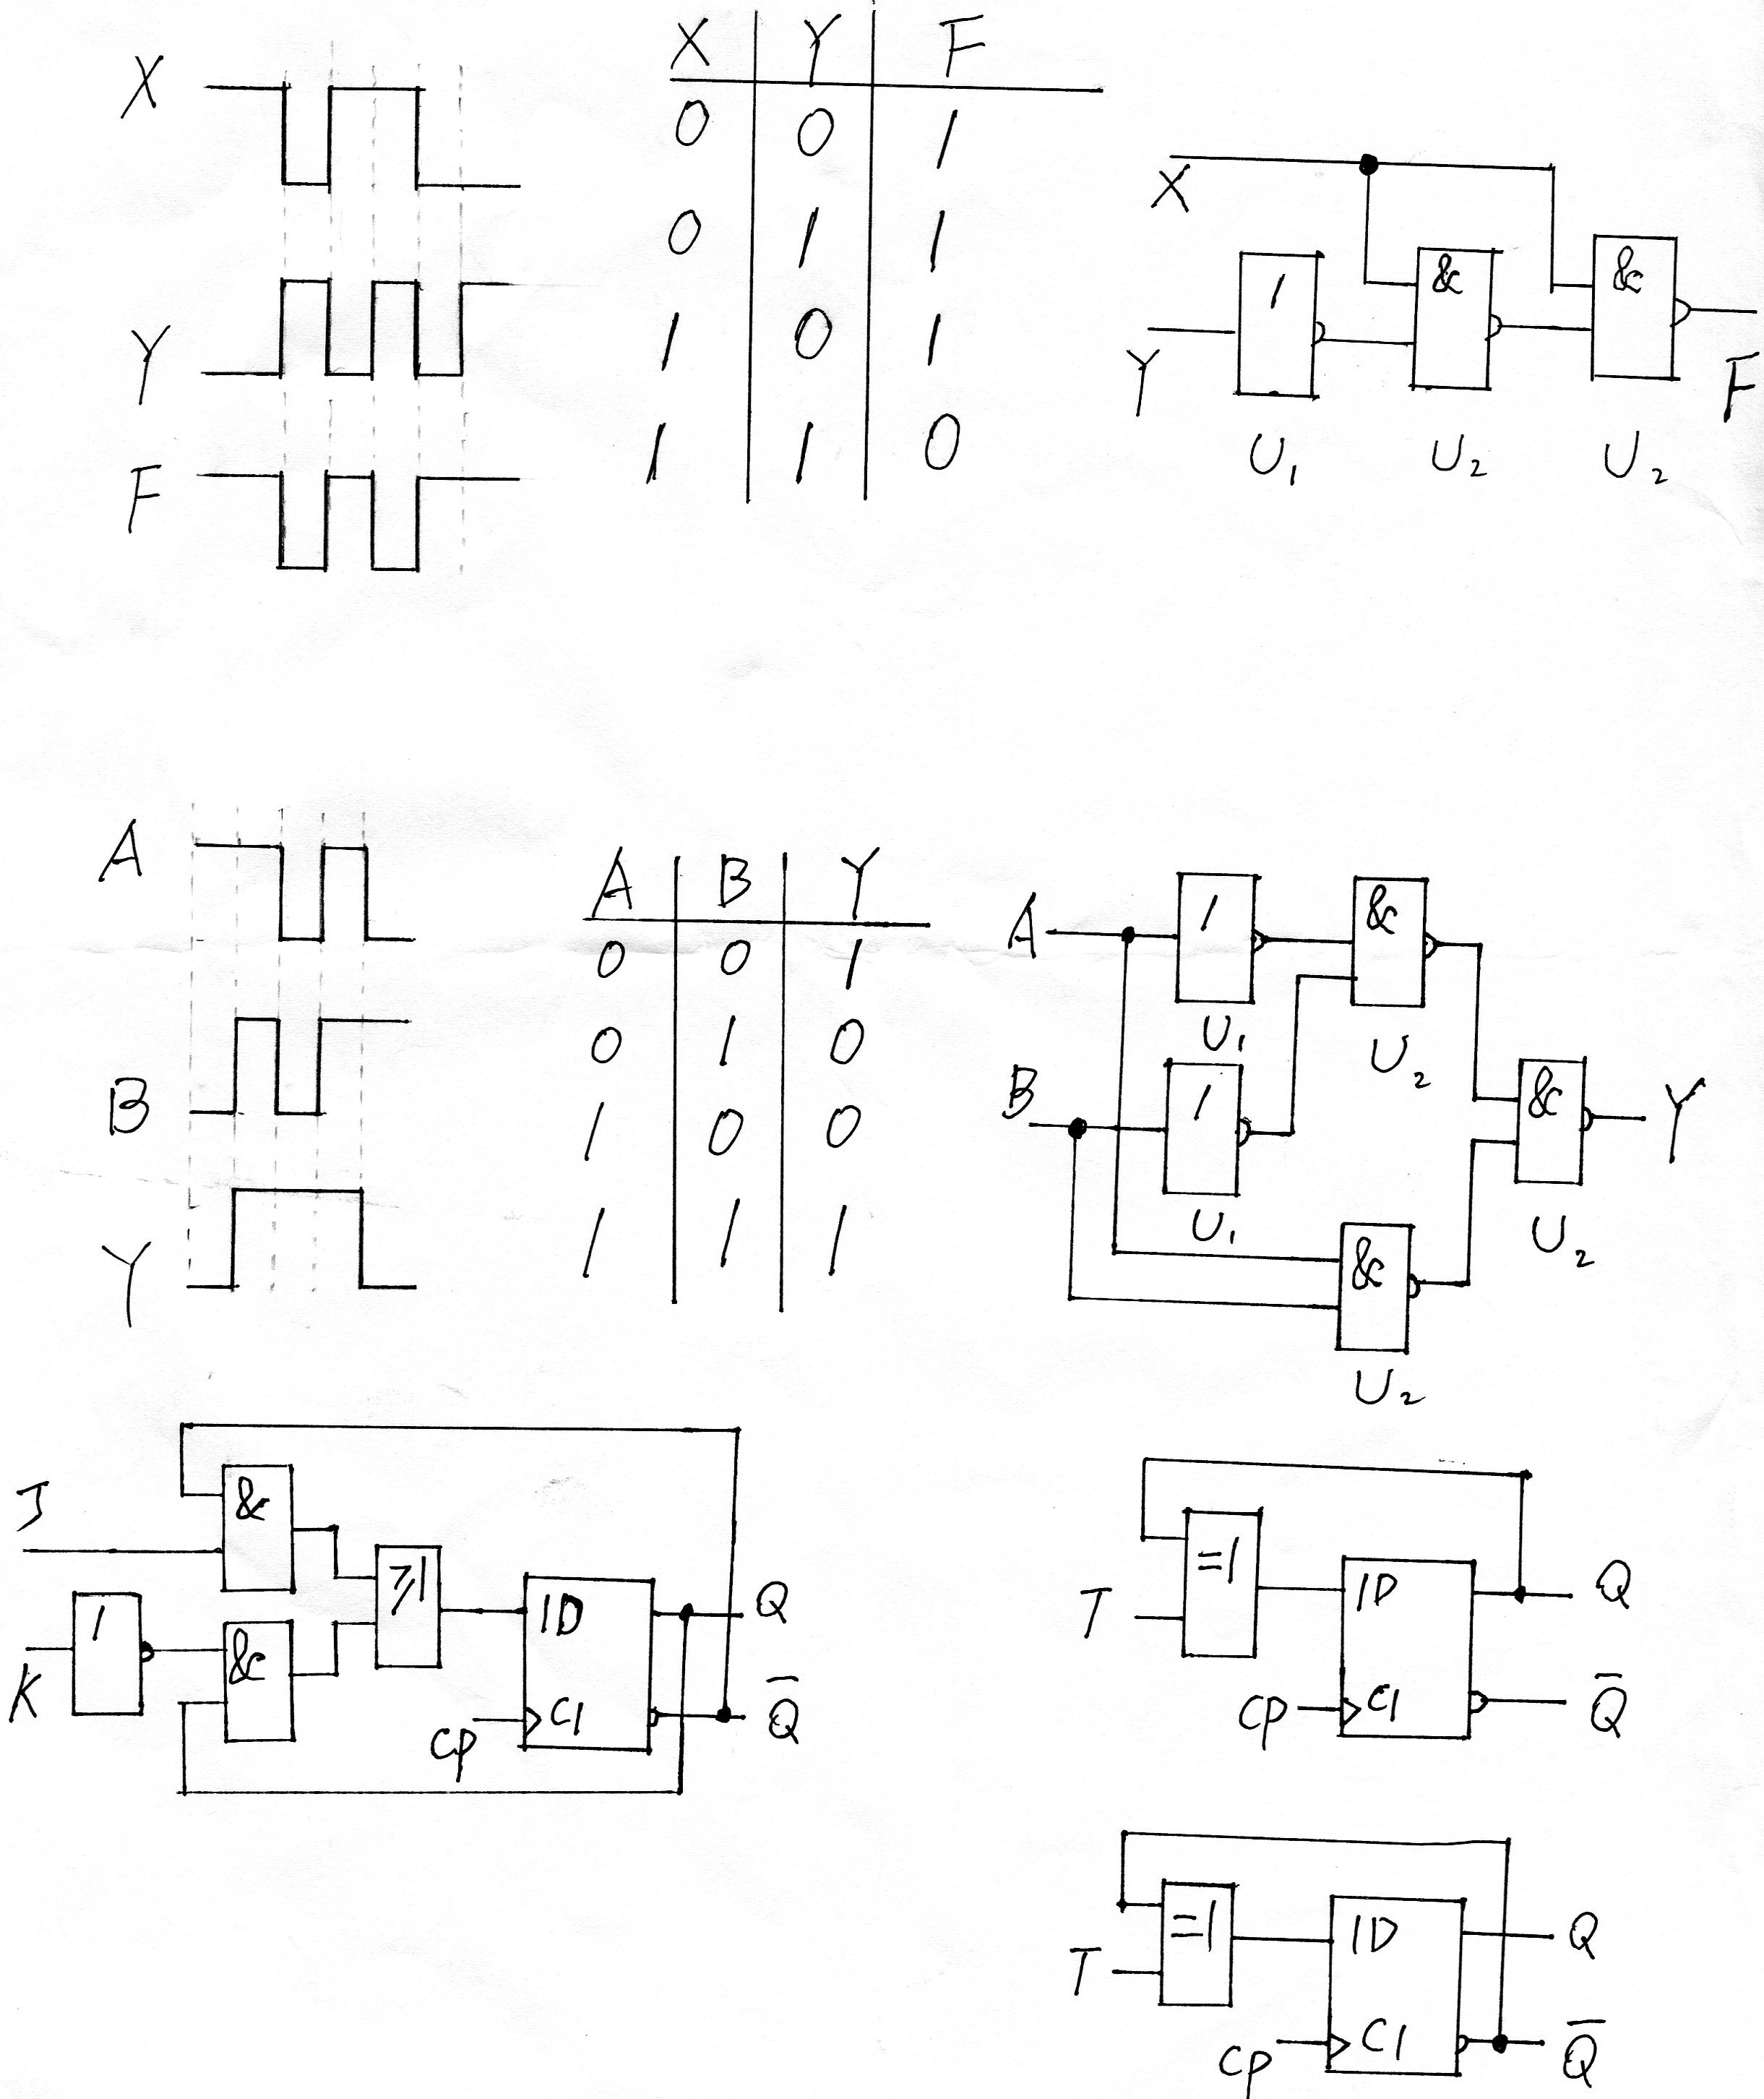 X
Y
F
X Y F
0 0 1
0 1 1
1 0 1
1 1 0
X
Y
1
&
&
F
U1
U2
U2
A
B
Y
A B Y
0 0 1
0 1 0
1 0 0
1 1 1
A
B
1
U1
&
U2
1
U1
&
U2
&
U2
Y
J
K
1
&
&
≥1
1D
C1
CP
Q
Q̅
T
=1
1D
CP
C1
Q
Q̅
T
=1
1D
CP
C1
Q
Q̅